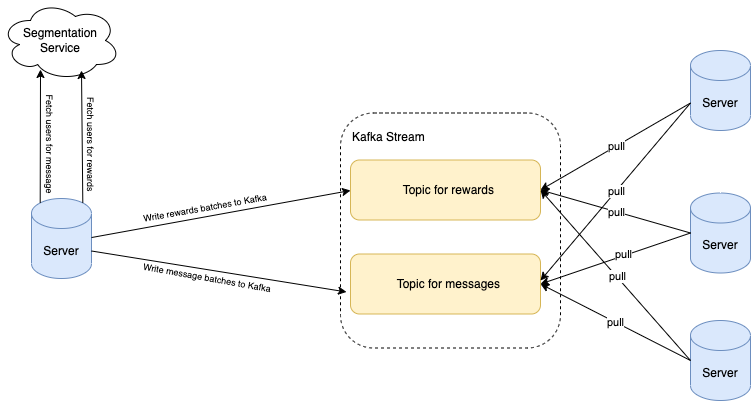 Segmentation
Service
Fetch users for message
Fetch users for rewards
Server
Write rewards batches to Kafka
Write message batches to Kafka
Kafka Stream
Topic for rewards
Topic for messages
pull
pull
pull
pull
pull
pull
Server
Server
Server